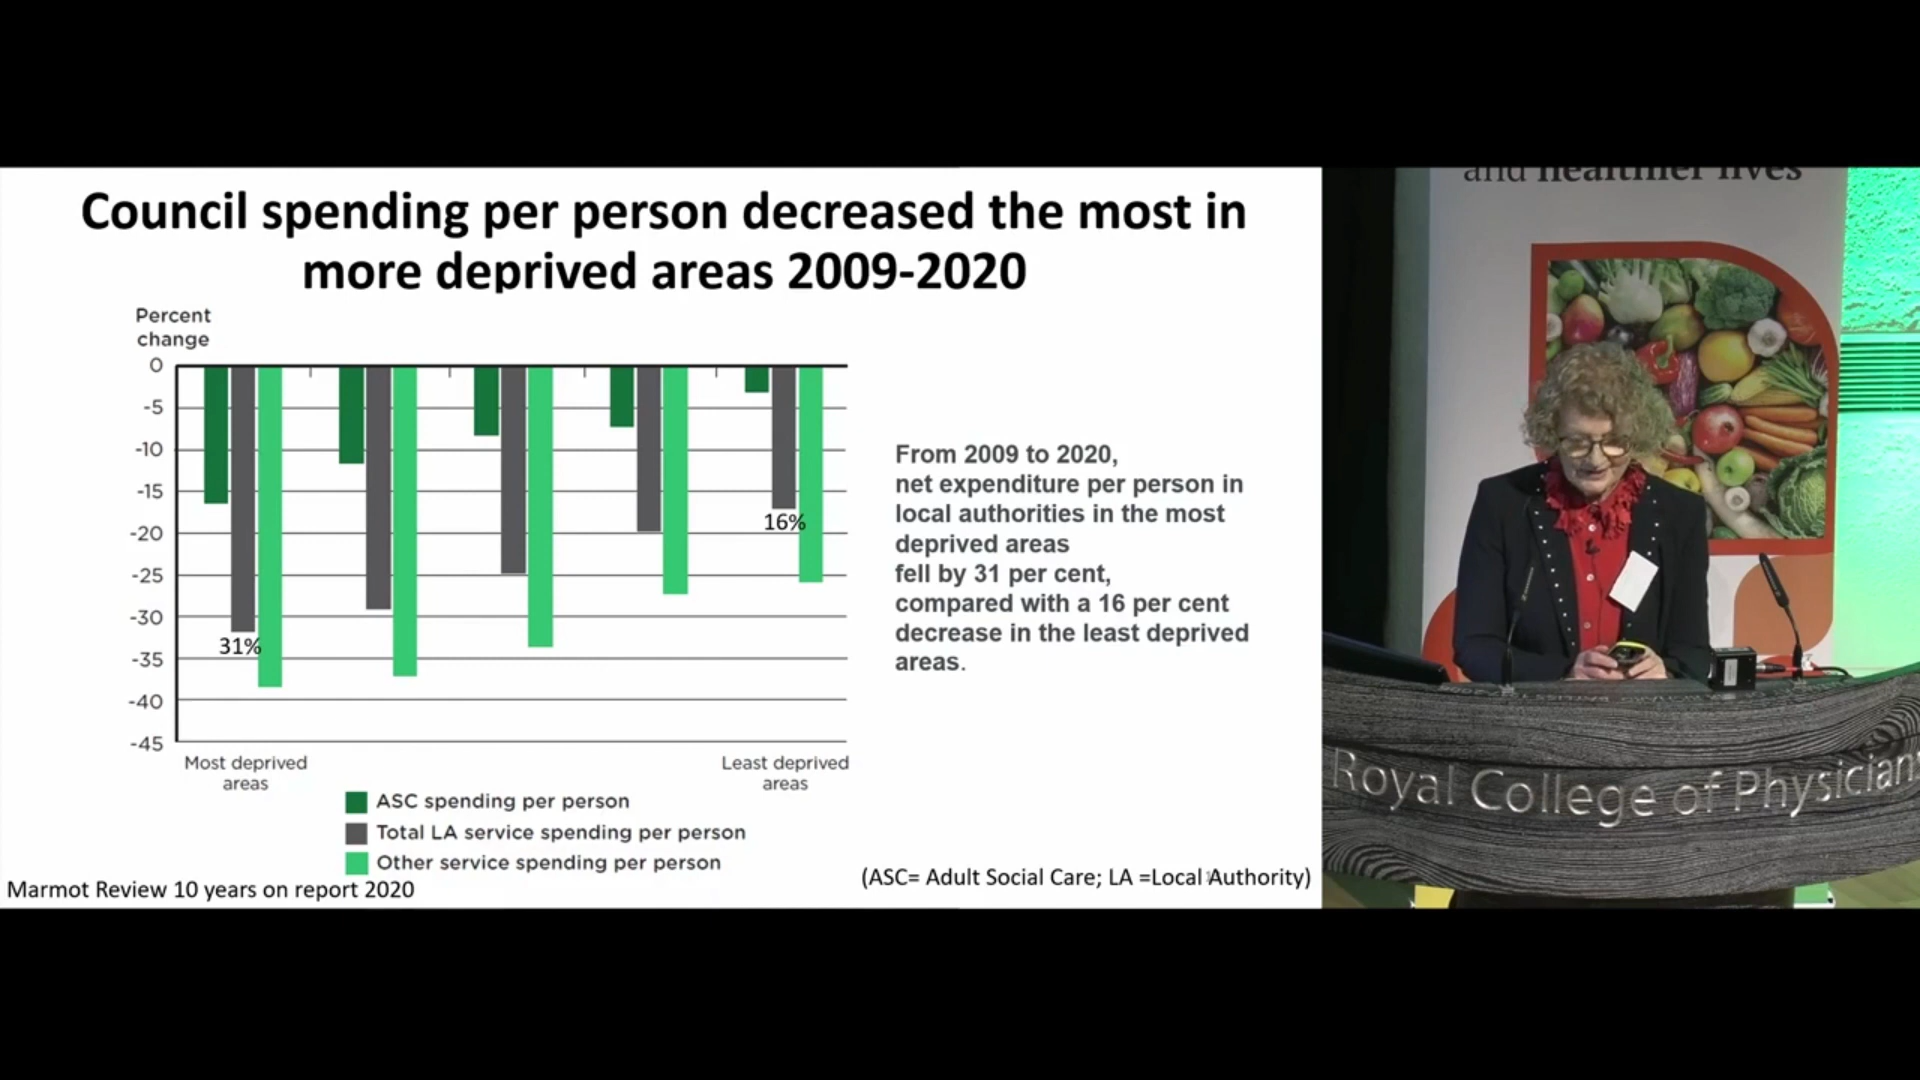 Council spending per person decreased the most in
more deprived areas 2009-2020
Percent
change
0
-5
-10
-15
-20
-25
-30
-35
-40
-45
31%
16%
Most deprived
areas
Least deprived
areas
ASC spending per person
Total LA service spending per person
Other service spending per person
Marmot Review 10 years on report 2020
From 2009 to 2020,
net expenditure per person in
local authorities in the most
deprived areas
fell by 31 per cent,
compared with a 16 per cent
decrease in the least deprived
areas.
(ASC= Adult Social Care; LA =Local Authority)
and healthier lives
Royal College of Physicians